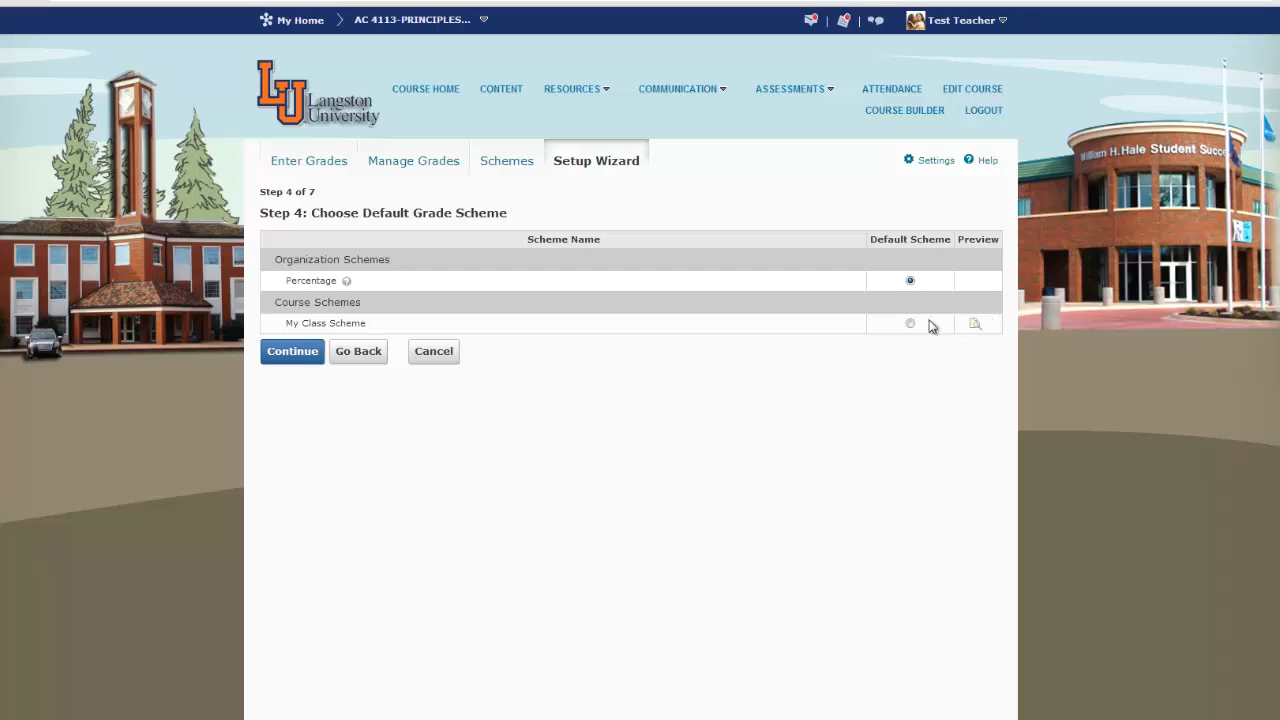 My Home
AC 4113-PRINCIPLES...
Test Teacher
LU Langston University
COURSE HOME
CONTENT
RESOURCES
COMMUNICATION
ASSESSMENTS
ATTENDANCE
EDIT COURSE
COURSE BUILDER
LOGOUT
William H. Hale Student Succ
Enter Grades
Manage Grades
Schemes
Setup Wizard
Settings
Help
Step 4 of 7
Step 4: Choose Default Grade Scheme
Scheme Name Default Scheme Preview
Organization Schemes
Percentage
Course Schemes
My Class Scheme
Continue Go Back Cancel